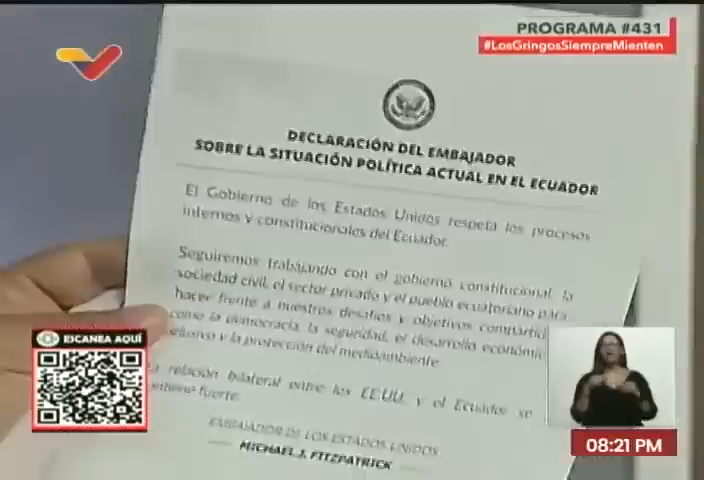 PROGRAMA #431
#LosGringosSiempreMienten
DECLARACIÓN DEL EMBAJADOR
SOBRE LA SITUACIÓN POLÍTICA ACTUAL EN EL ECUADOR
El Gobierno de los Estados Unidos respeta los procesos
internos y constitucionales del Ecuador.
Seguiremos trabajando con el gobierno constitucional, la
sociedad civil, el sector privado y el pueblo ecuatoriano para
hacer frente a nuestros desafíos y objetivos compartid
como la democracia, la seguridad, el desarrollo económic
clusivo y la protección del medioambiente.
a relación bilateral entre los EE.UU. y el Ecuador se
ntiene fuerte.
EMBAJADOR DE LOS ESTADOS UNIDOS
MICHAEL J. FITZPATRICK
ESCANEA AQUÍ
08:21 PM